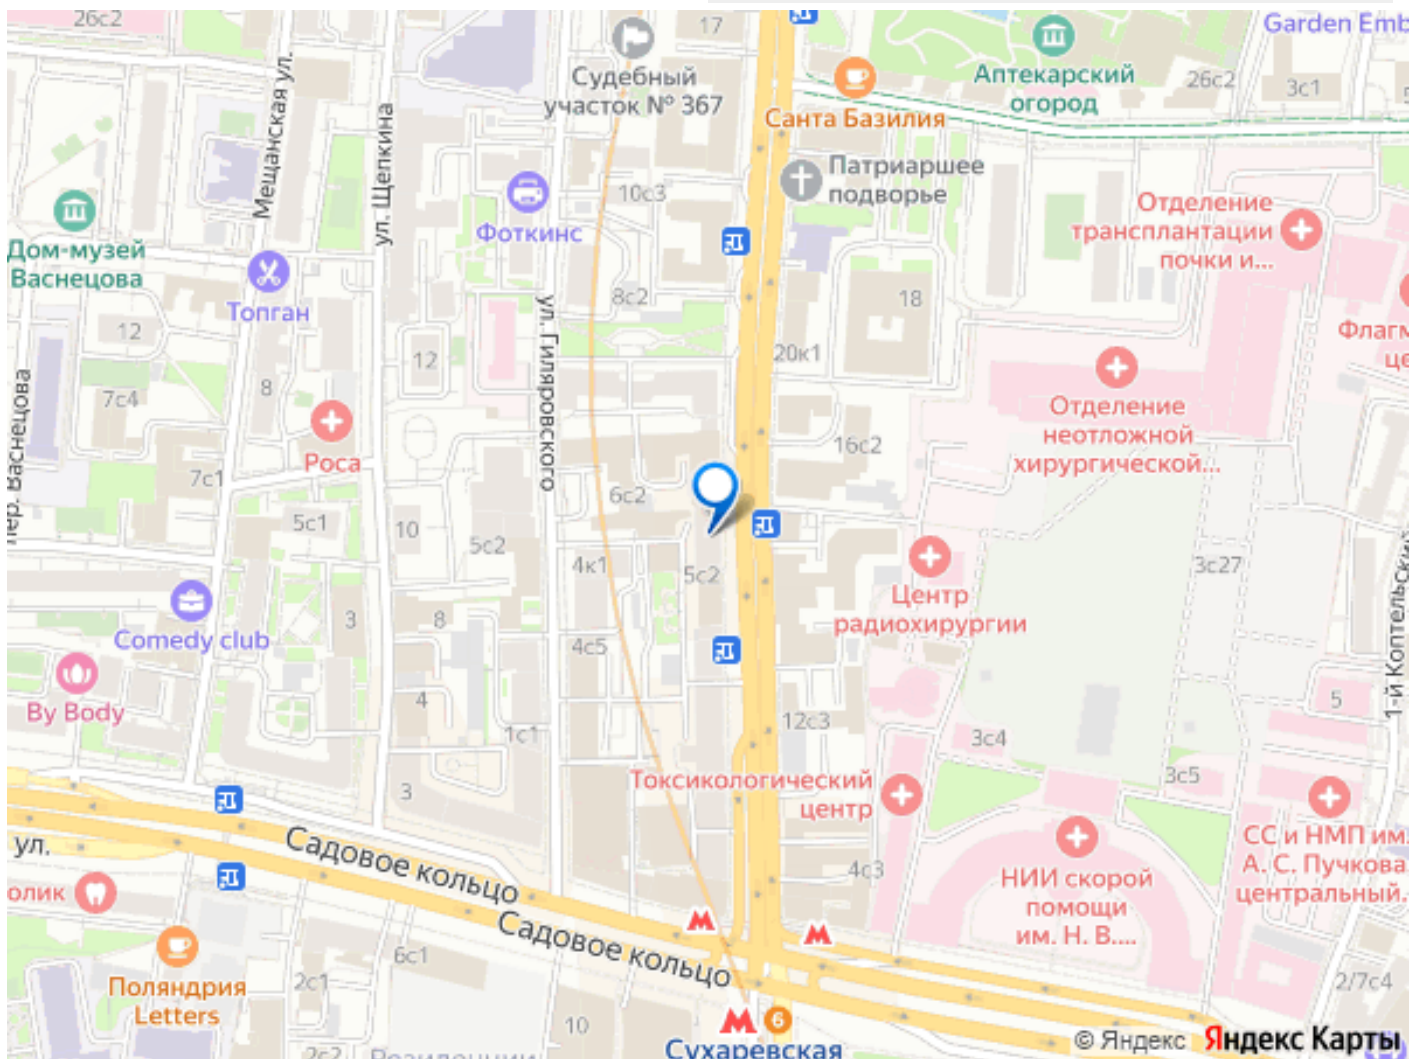 26с2
17
Garden Emb
Судебный
участок № 367
Аптекарский
огород
26с2
3с1
Санта Базилия
Мещанская ул.
ул. Щепкина
Патриаршее
подворье
10с3
Фоткинс
Отделение
трансплантации
почки и...
Дом-музей
Васнецова
Топган
8с2
18
ул. Гиляровского
12
12
20к1
Флагм
це
пер. Васнецова
7с4
8
Отделение
неотложной
хирургической...
Роса
16с2
7с1
6с2
5с1
10
5с2
4к1
5с2
3с27
Центр
радиохирургии
Comedy club
3
8
4с5
1-й Коптельский
By Body
4
1с1
12с3
3с4
5
Токсикологический
центр
3с5
3
ул.
Садовое кольцо
СС и НМП им.
А. С. Пучкова,
центральный.
4с3
НИИ скорой
помощи
им. Н. В....
олик
Садовое кольцо
6с1
2с1
Поляндрия
Letters
2/7с4
10
6
2с2
Резиденции
Сухаревская
© Яндекс Яндекс Карты